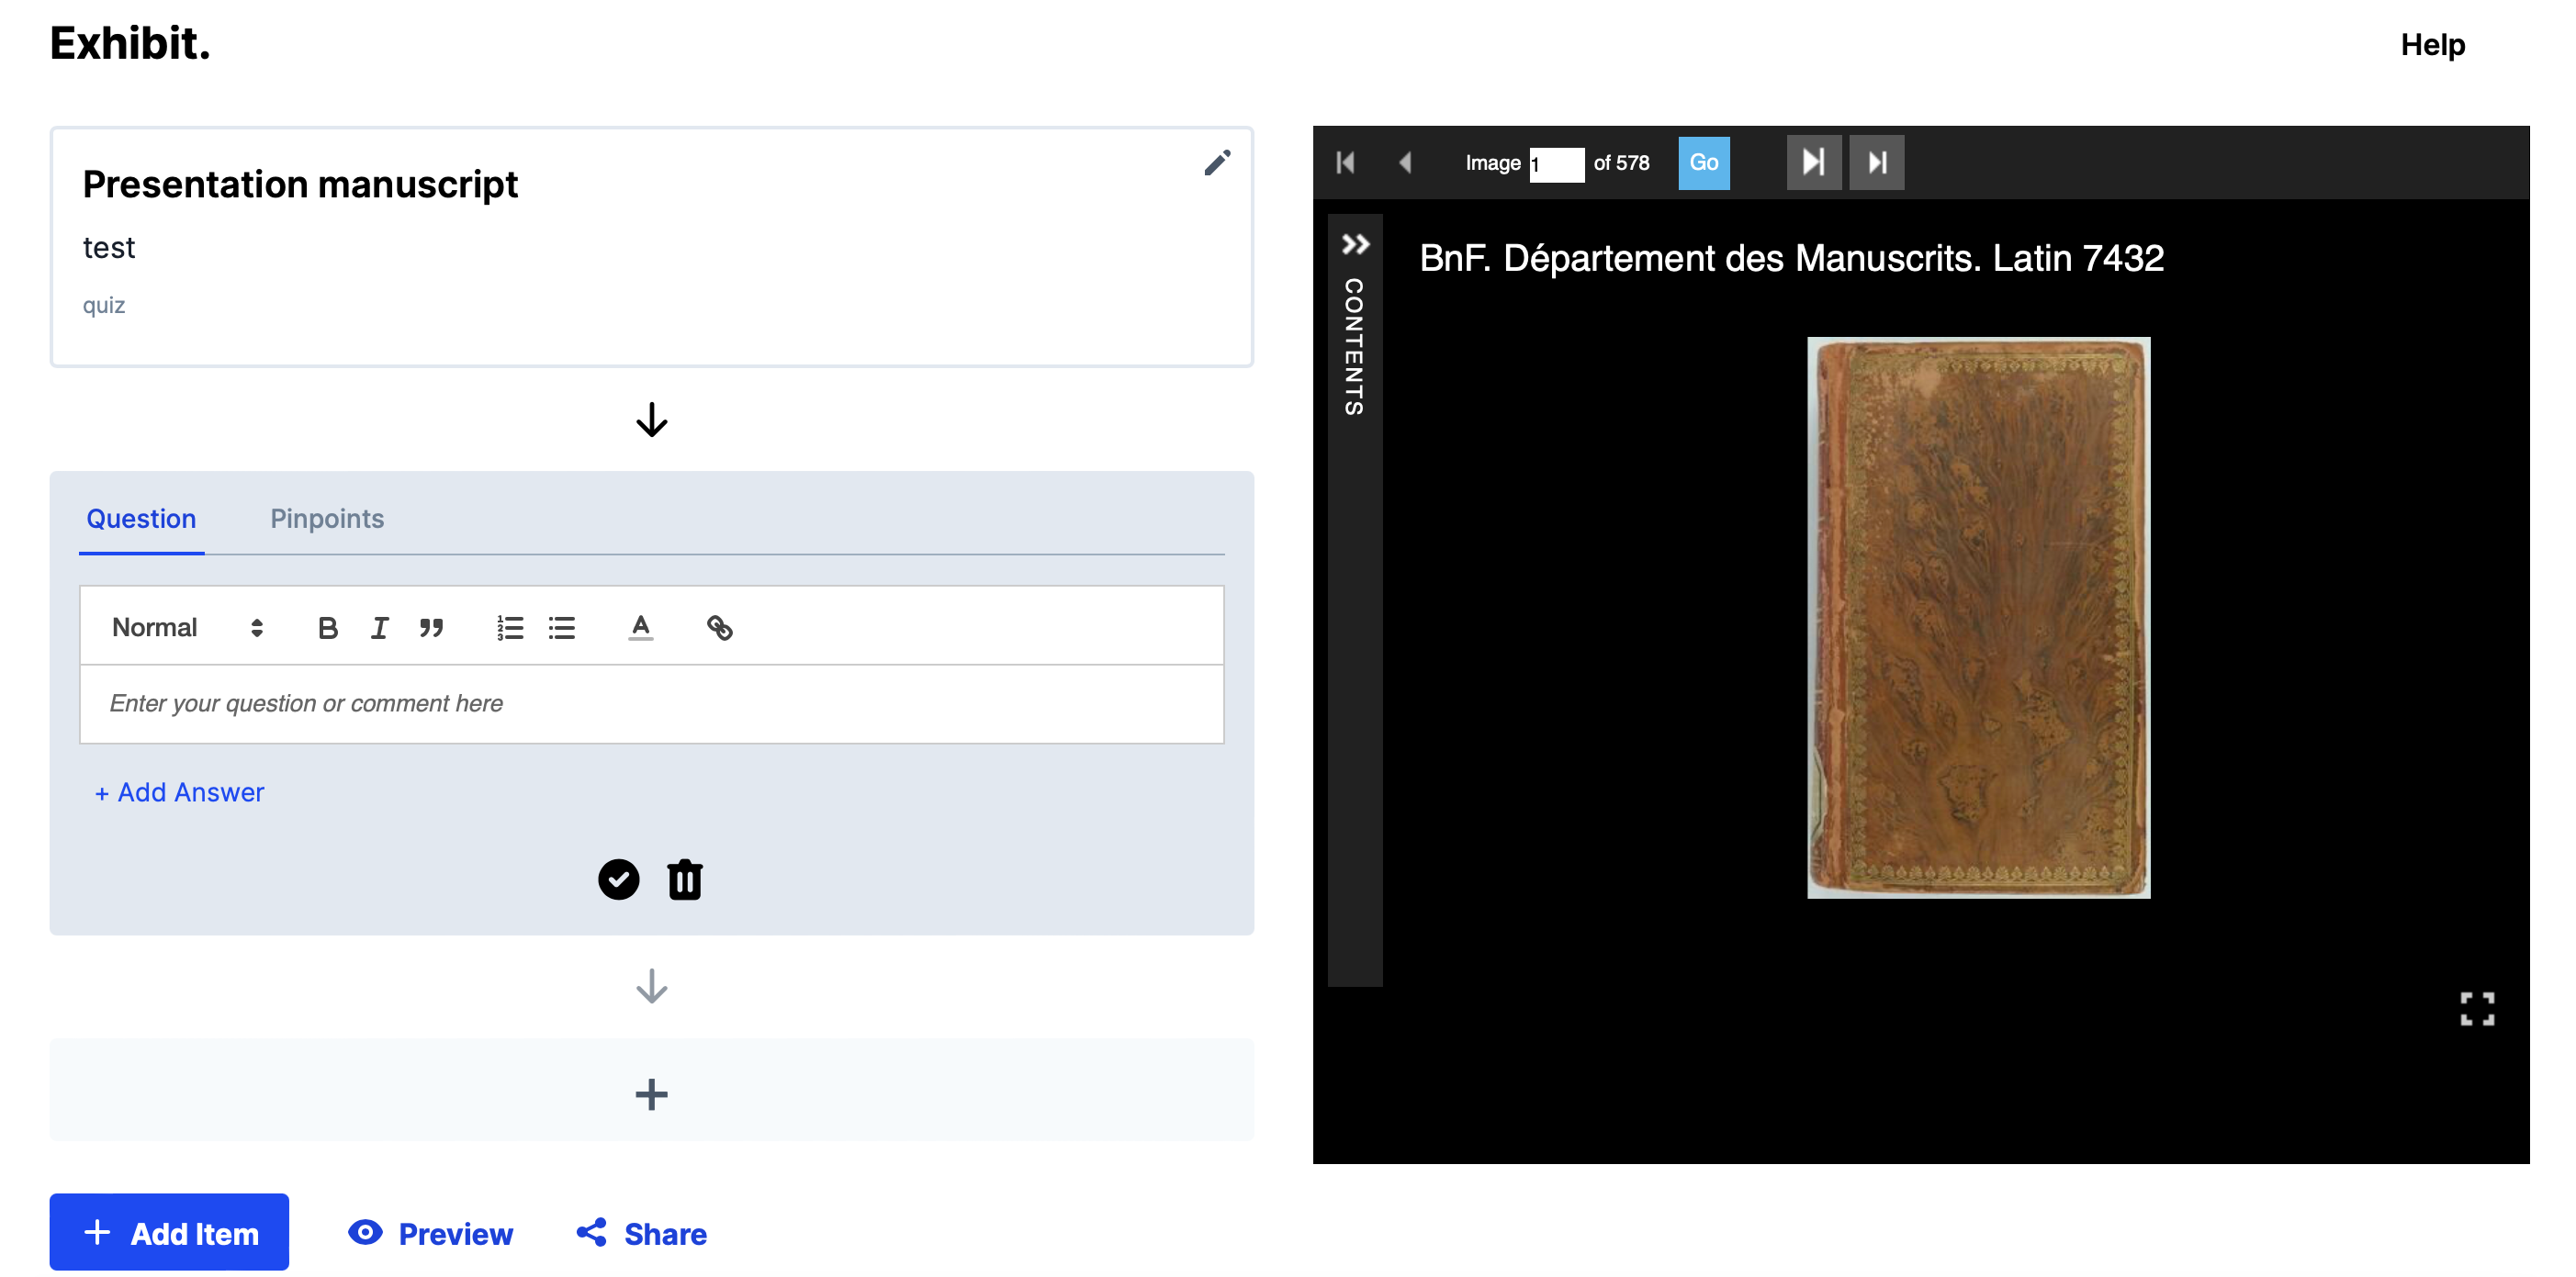 Exhibit.
Help
Presentation manuscript
test
quiz
Question Pinpoints
Normal
Enter your question or comment here
+ Add Answer
+ Add Item Preview Share
Image 1 of 578 Go
CONTENTS
BnF. Département des Manuscrits. Latin 7432